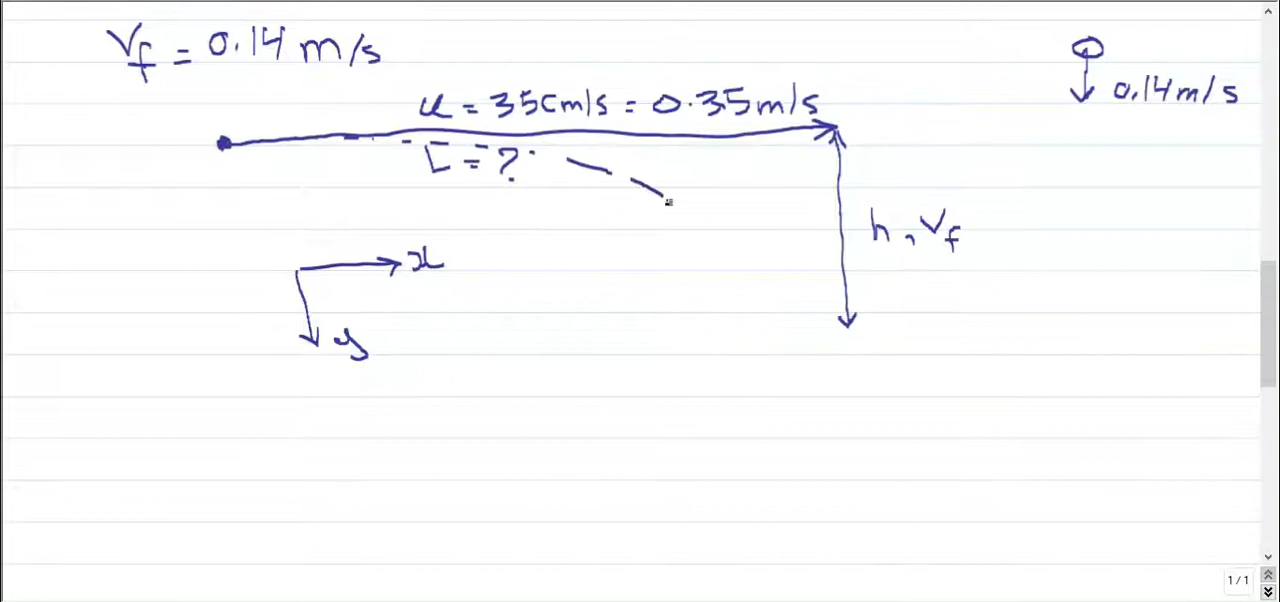 Vf = 0.14 m/s
0.14m/s
u = 35cm/s = 0.35m/s
L = ?
h, Vf
x
y
1/1